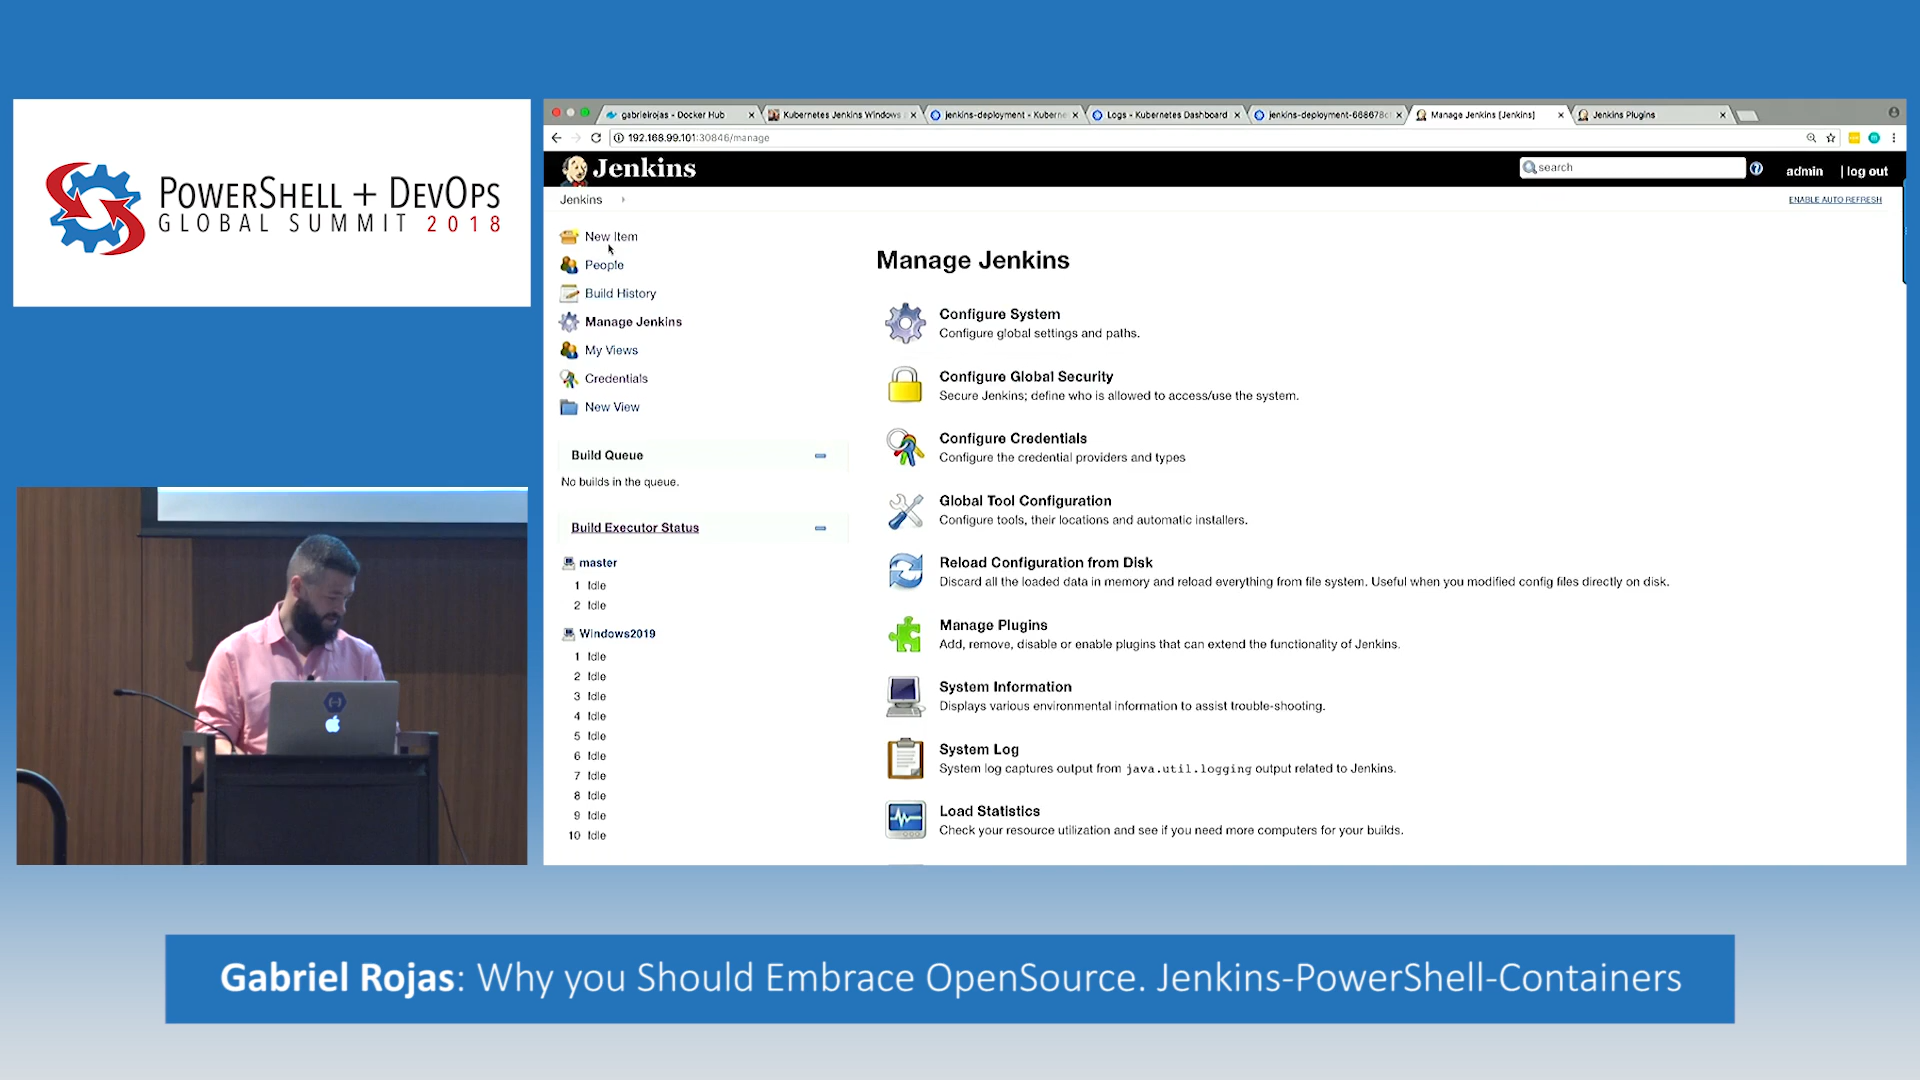 POWERSHELL + DEVOPS
GLOBAL SUMMIT 2018
gabrielrojas - Docker Hub
Kubernetes Jenkins Windows
jenkins-deployment - Kuberne
Logs - Kubernetes Dashboard
jenkins-deployment-668678c
Manage Jenkins [Jenkins]
Jenkins Plugins
192.168.99.101:30846/manage
Jenkins
search
admin
| log out
Jenkins
ENABLE AUTO REFRESH
New Item
People
Build History
Manage Jenkins
My Views
Credentials
New View
Build Queue
No builds in the queue.
Build Executor Status
master
1 Idle
2 Idle
Windows2019
1 Idle
2 Idle
3 Idle
4 Idle
5 Idle
6 Idle
7 Idle
8 Idle
9 Idle
10 Idle
Manage Jenkins
Configure System
Configure global settings and paths.
Configure Global Security
Secure Jenkins; define who is allowed to access/use the system.
Configure Credentials
Configure the credential providers and types
Global Tool Configuration
Configure tools, their locations and automatic installers.
Reload Configuration from Disk
Discard all the loaded data in memory and reload everything from file system. Useful when you modified config files directly on disk.
Manage Plugins
Add, remove, disable or enable plugins that can extend the functionality of Jenkins.
System Information
Displays various environmental information to assist trouble-shooting.
System Log
System log captures output from java.util.logging output related to Jenkins.
Load Statistics
Check your resource utilization and see if you need more computers for your builds.
Gabriel Rojas: Why you Should Embrace OpenSource. Jenkins-PowerShell-Containers